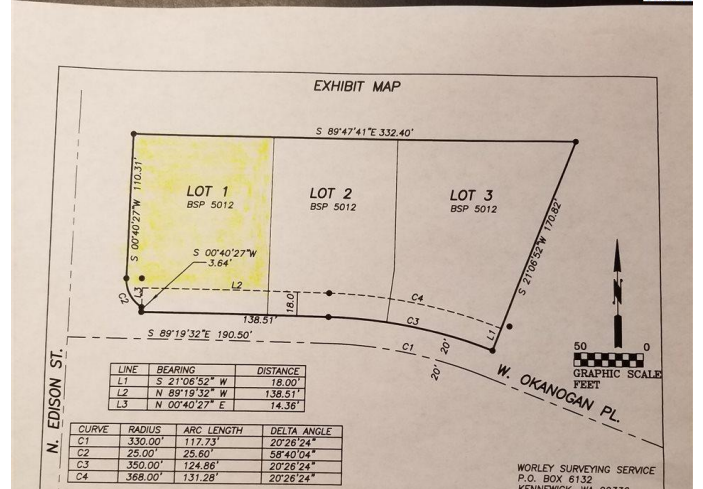 EXHIBIT MAP
S 89°47'41"E 332.40'
S 00°40'27"W 110.31'
LOT 1
BSP 5012
LOT 2
BSP 5012
LOT 3
BSP 5012
S 21°06'52"W 170.82'
S 00°40'27"W
3.64'
C2
L3
L2
18.0'
C4
138.51'
C3
L1
S 89°19'32"E 190.50'
C1
20'
20'
N
50 0
GRAPHIC SCALE
FEET
N. EDISON ST.
W. OKANOGAN PL.
LINE BEARING DISTANCE
L1 S 21°06'52" W 18.00'
L2 N 89°19'32" W 138.51'
L3 N 00°40'27" E 14.36'
CURVE RADIUS ARC LENGTH DELTA ANGLE
C1 330.00' 117.73' 20°26'24"
C2 25.00' 25.60' 58°40'04"
C3 350.00' 124.86' 20°26'24"
C4 368.00' 131.28' 20°26'24"
WORLEY SURVEYING SERVICE
P.O. BOX 6132
KENNEWICK, WA